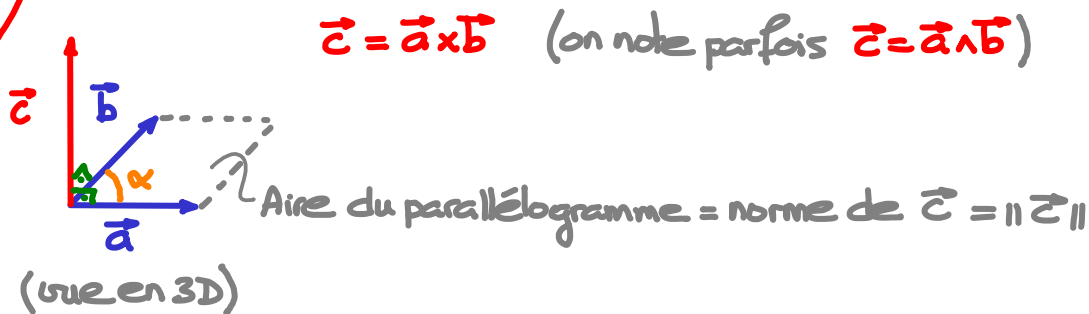 c⃗ = a⃗ x b⃗ (on note parfois c⃗ = a⃗ ∧ b⃗)
c⃗
b⃗
α
a⃗
Aire du parallélogramme = norme de c⃗ = ||c⃗||
(vue en 3D)